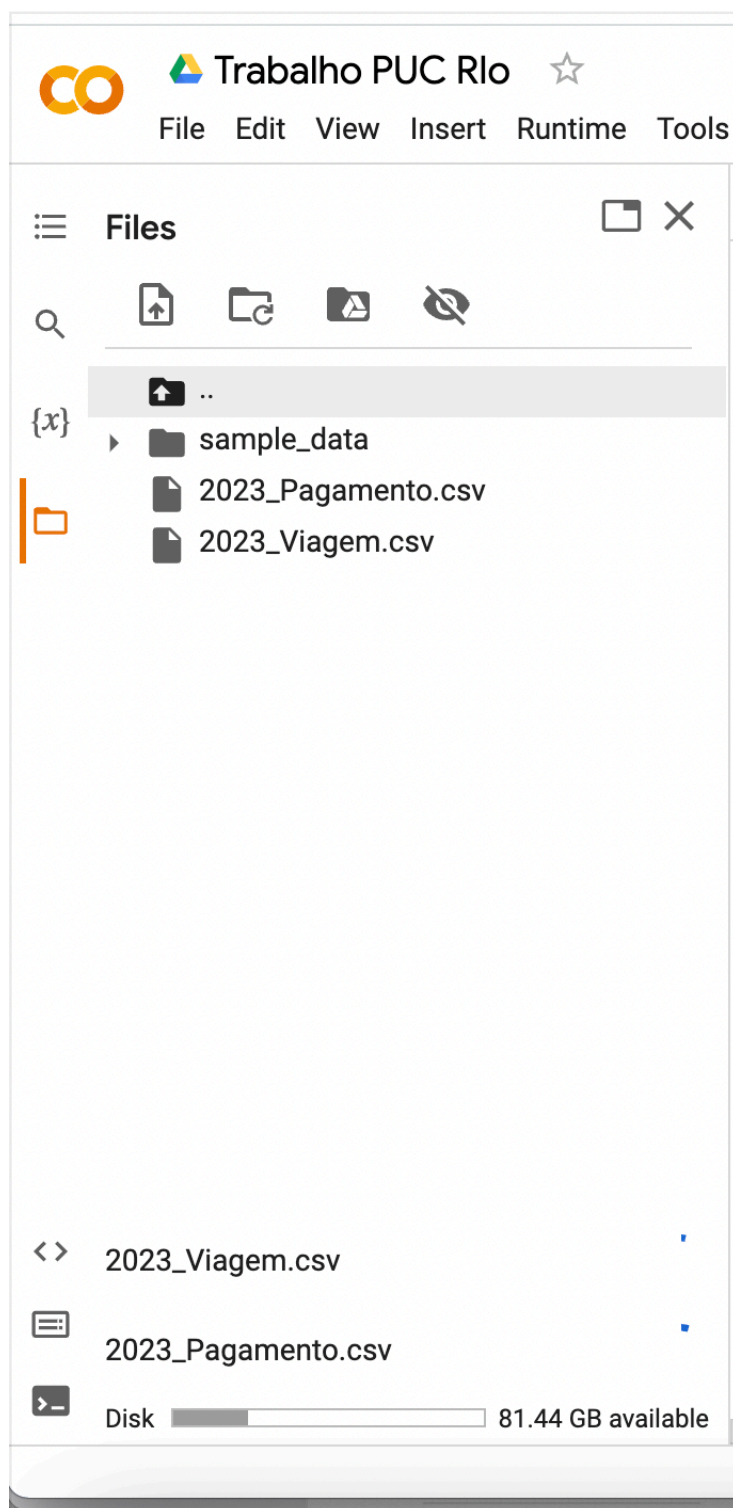 Trabalho PUC RIo
File Edit View Insert Runtime Tools
Files
..
{x}
sample_data
2023_Pagamento.csv
2023_Viagem.csv
2023_Viagem.csv
2023_Pagamento.csv
Disk 81.44 GB available